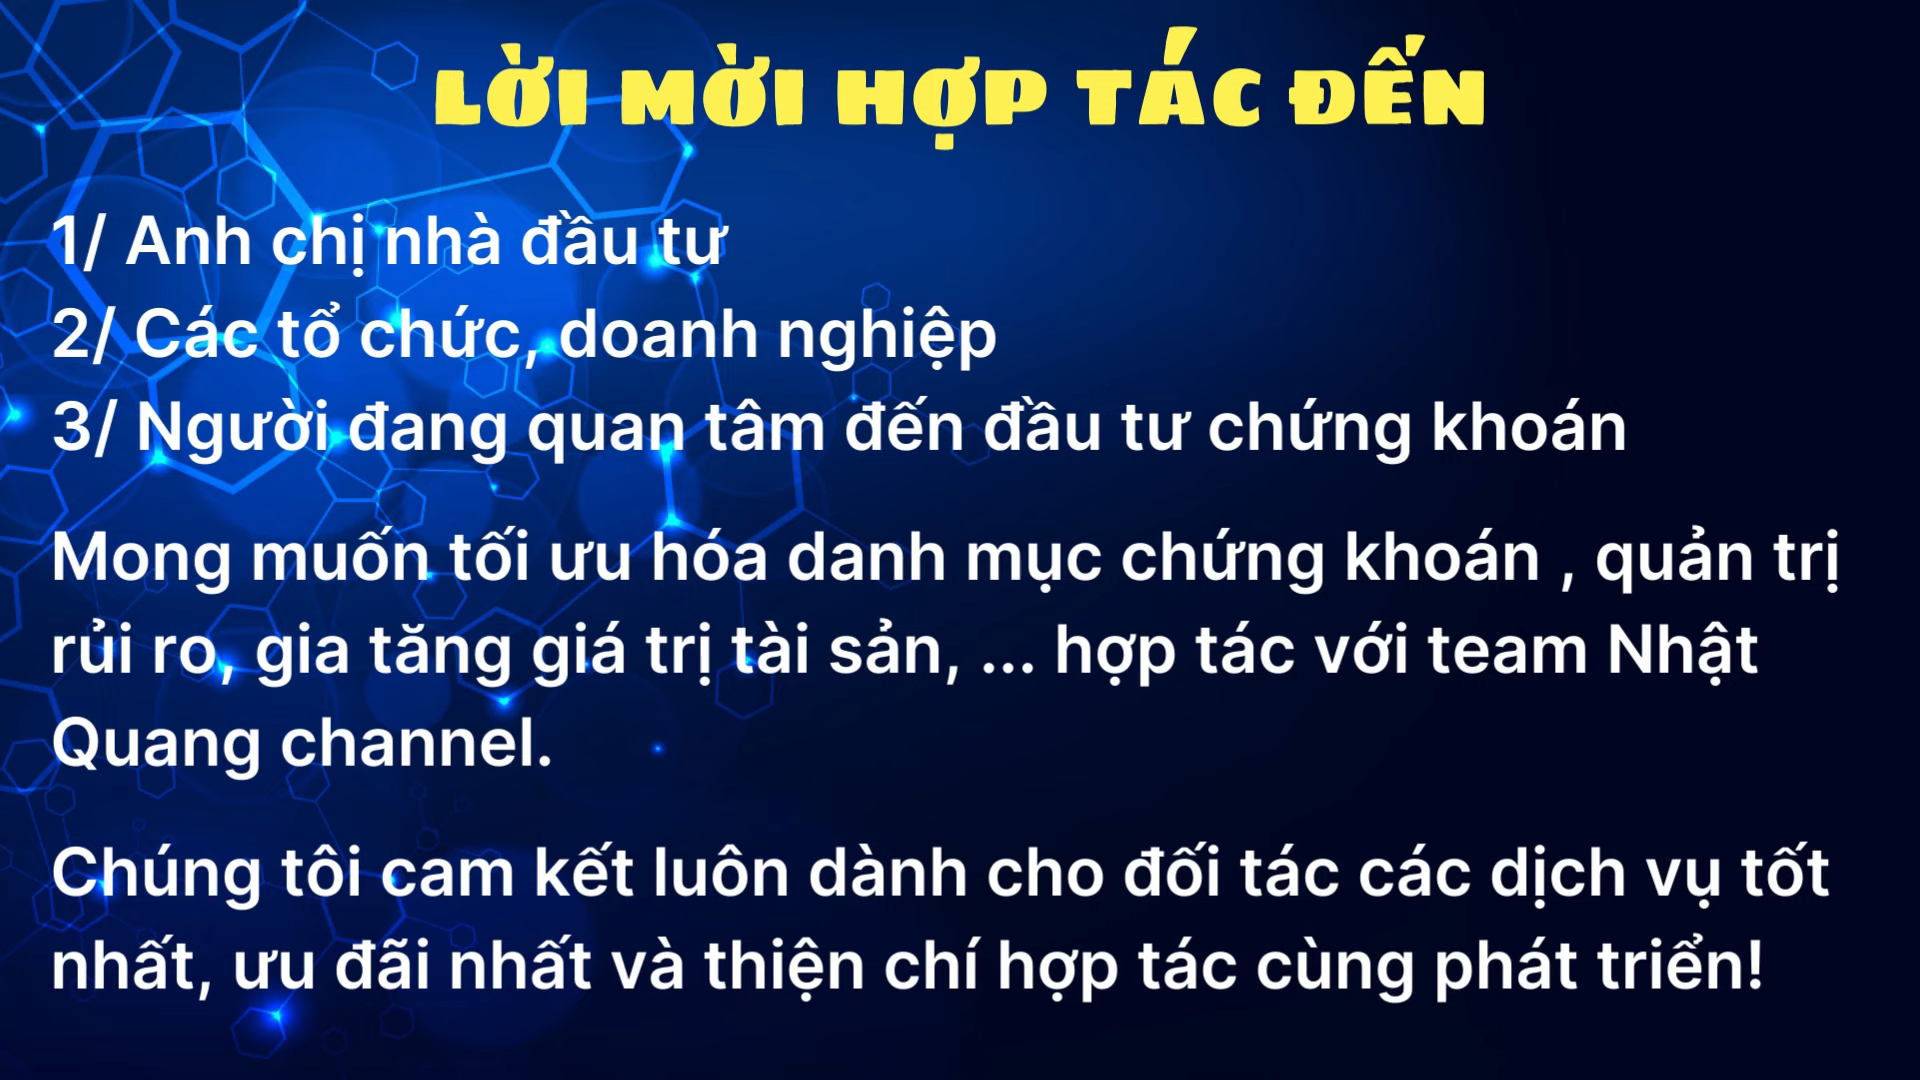 LỜI MỜI HỢP TÁC ĐẾN
1/ Anh chị nhà đầu tư
2/ Các tổ chức, doanh nghiệp
3/ Người đang quan tâm đến đầu tư chứng khoán
Mong muốn tối ưu hóa danh mục chứng khoán , quản trị
rủi ro, gia tăng giá trị tài sản, ... hợp tác với team Nhật
Quang channel.
Chúng tôi cam kết luôn dành cho đối tác các dịch vụ tốt
nhất, ưu đãi nhất và thiện chí hợp tác cùng phát triển!